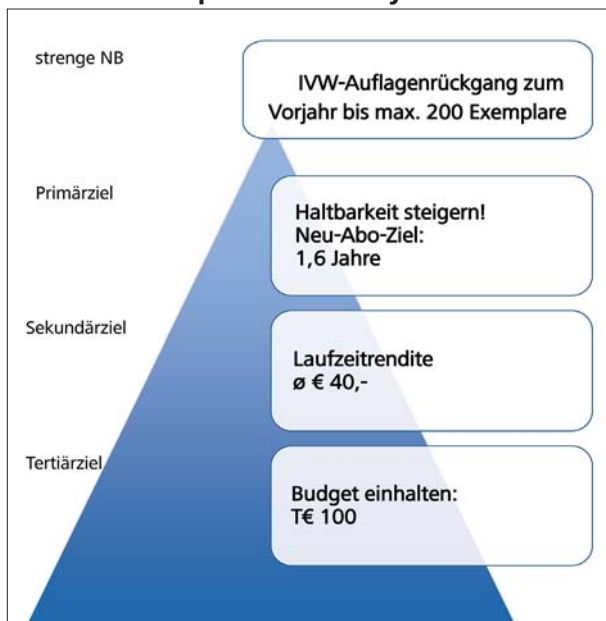 strenge NB
IVW-Auflagenrückgang zum
Vorjahr bis max. 200 Exemplare
Primärziel
Haltbarkeit steigern!
Neu-Abo-Ziel:
1,6 Jahre
Sekundärziel
Laufzeitrendite
ø € 40,-
Tertiärziel
Budget einhalten:
T€ 100